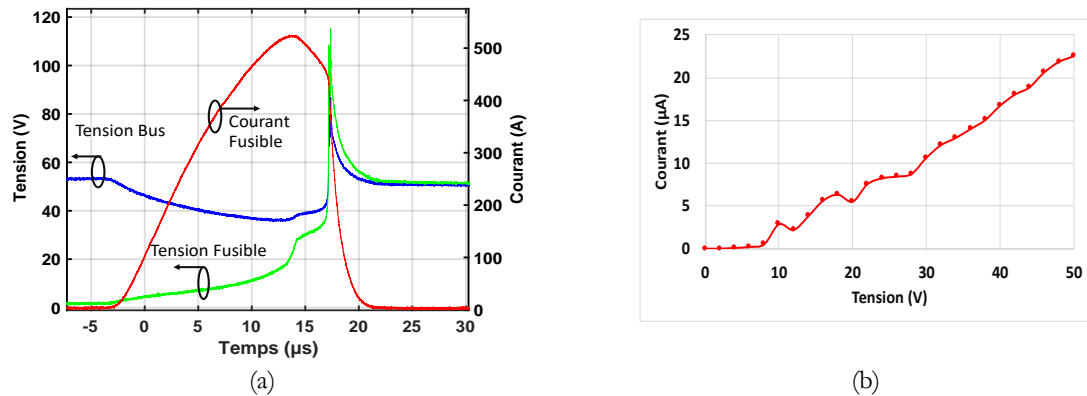 120
100
80
60
40
20
0
Tension (V)
Tension Bus
Courant
Fusible
Tension Fusible
500
400
300
200
100
0
Courant (A)
-5 0 5 10 15 20 25 30
Temps (µs)
(a)
25
20
15
10
5
0
Courant (µA)
0 10 20 30 40 50
Tension (V)
(b)